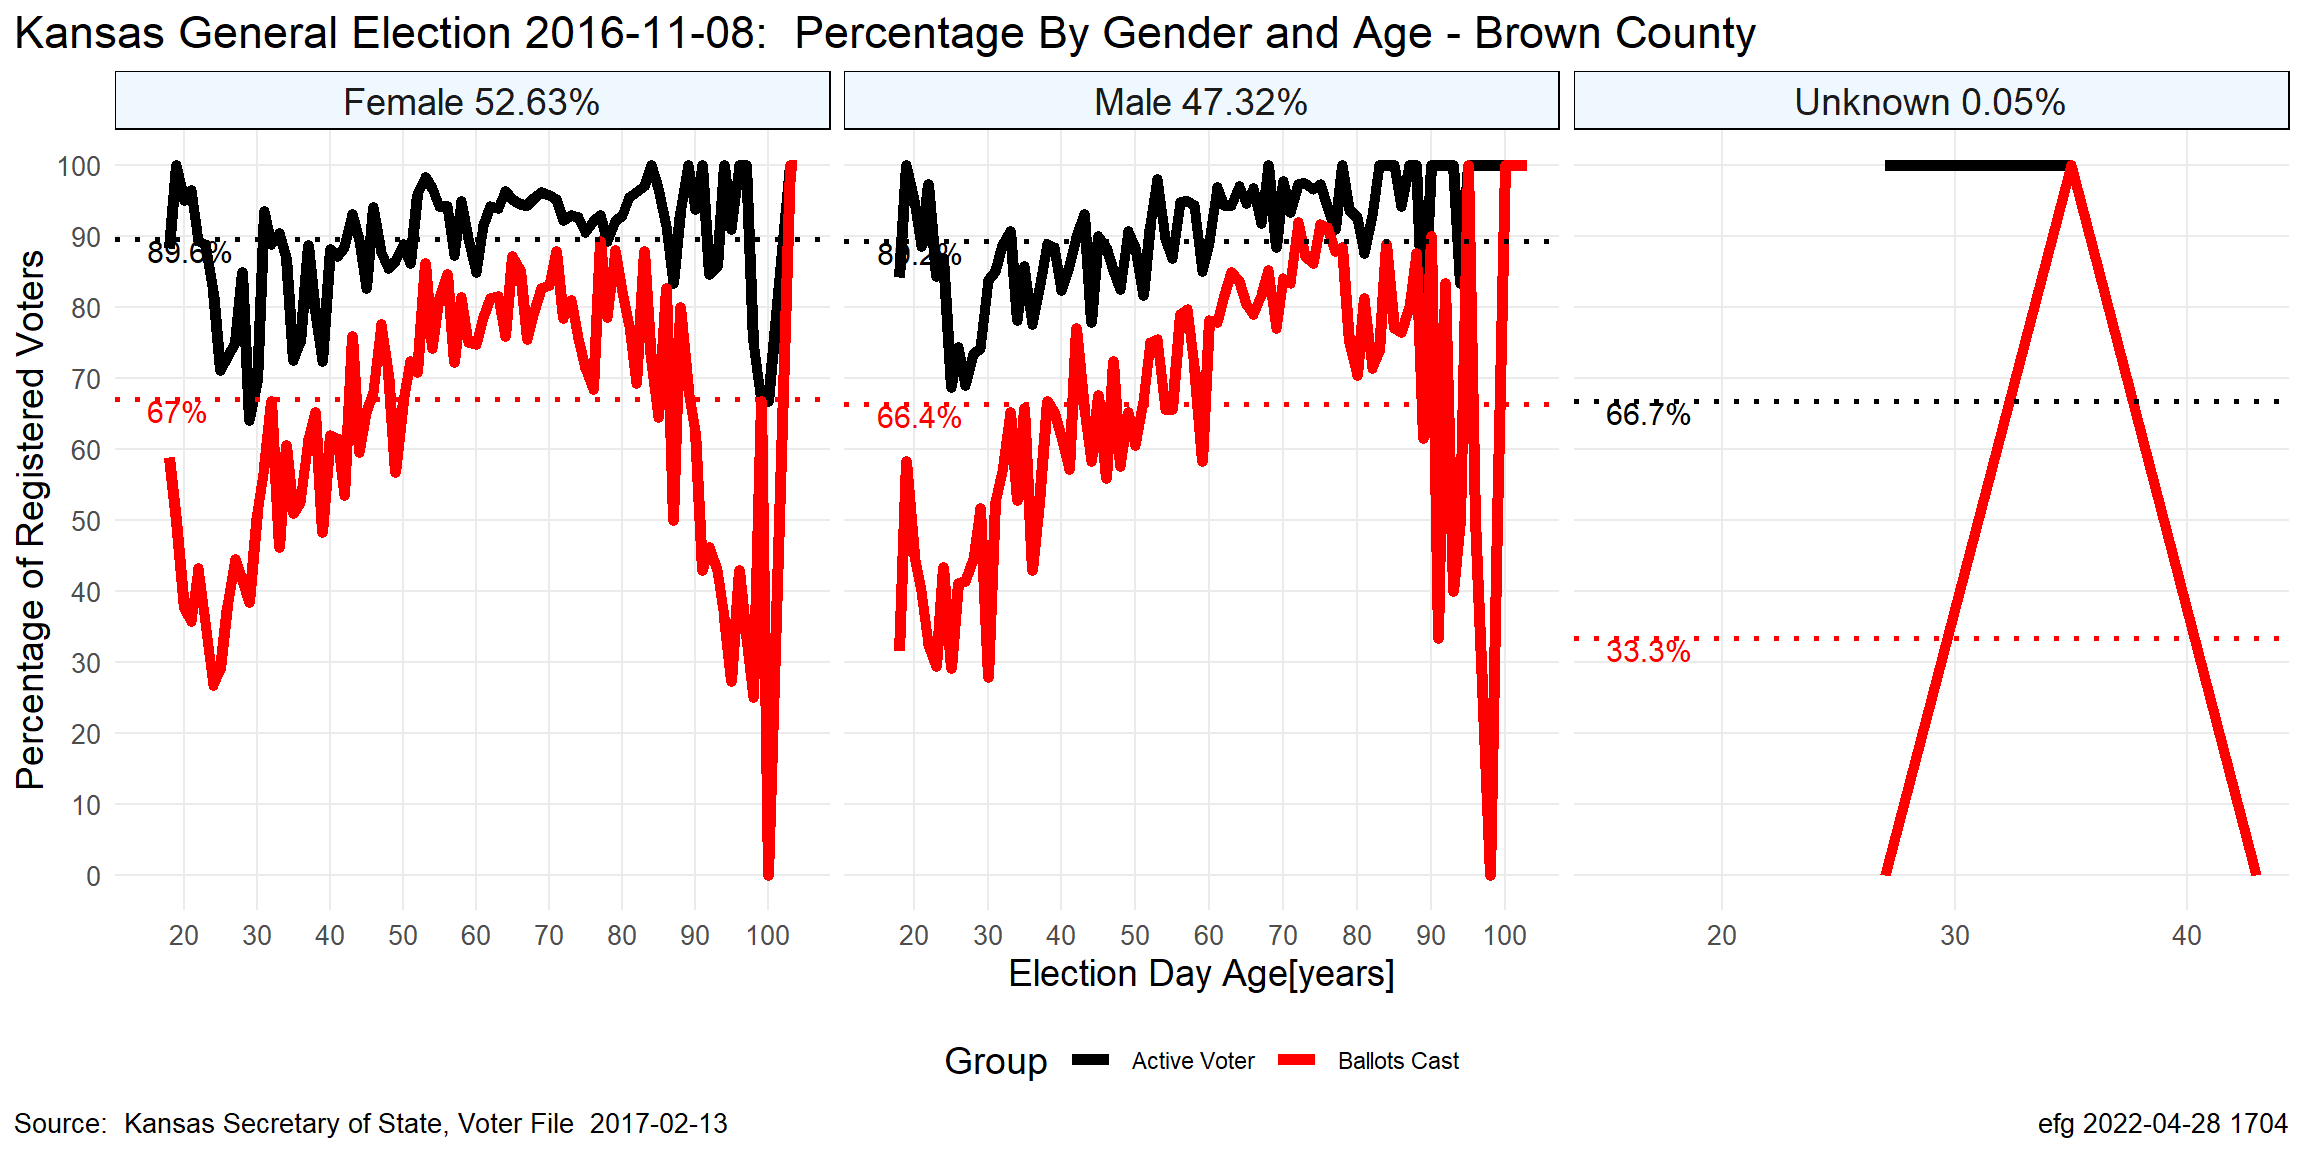 Kansas General Election 2016-11-08:  Percentage By Gender and Age - Brown County
Female 52.63%
Male 47.32%
Unknown 0.05%
Percentage of Registered Voters
100
90
80
70
60
50
40
30
20
10
0
89.6%
67%
89.2%
66.4%
66.7%
33.3%
20 30 40 50 60 70 80 90 100
20 30 40 50 60 70 80 90 100
20 30 40
Election Day Age[years]
Group Active Voter Ballots Cast
Source:  Kansas Secretary of State, Voter File  2017-02-13
efg 2022-04-28 1704